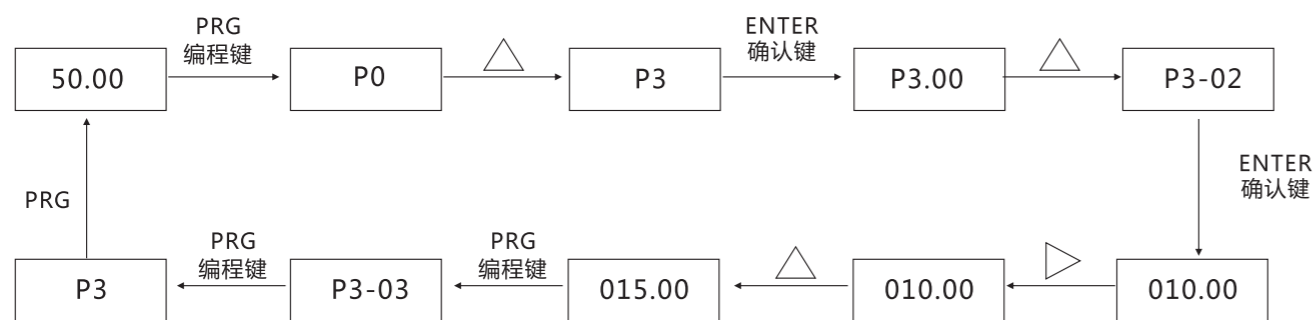 PRG
编程键
ENTER
确认键
50.00
P0
P3
P3.00
P3-02
ENTER
确认键
PRG
PRG
编程键
PRG
编程键
P3
P3-03
015.00
010.00
010.00